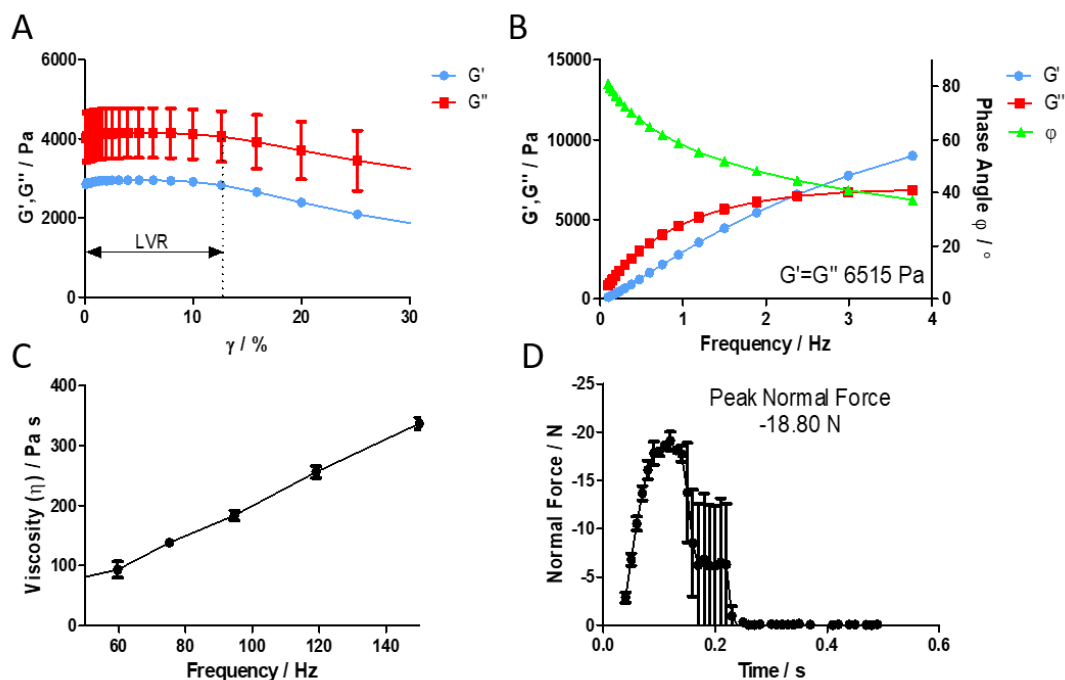 A
G',G'' / Pa
6000
4000
2000
0
LVR
0
10
20
30
γ / %
G'
G''
B
G',G'' / Pa
15000
10000
5000
0
G'=G'' 6515 Pa
0
1
2
3
4
Frequency / Hz
80
60
40
20
0
Phase Angle φ / °
G'
G''
φ
C
Viscosity (η) / Pa s
400
300
200
100
0
60
80
100
120
140
Frequency / Hz
D
Normal Force / N
-25
-20
-15
-10
-5
0
Peak Normal Force
-18.80 N
0.0
0.2
0.4
0.6
Time / s